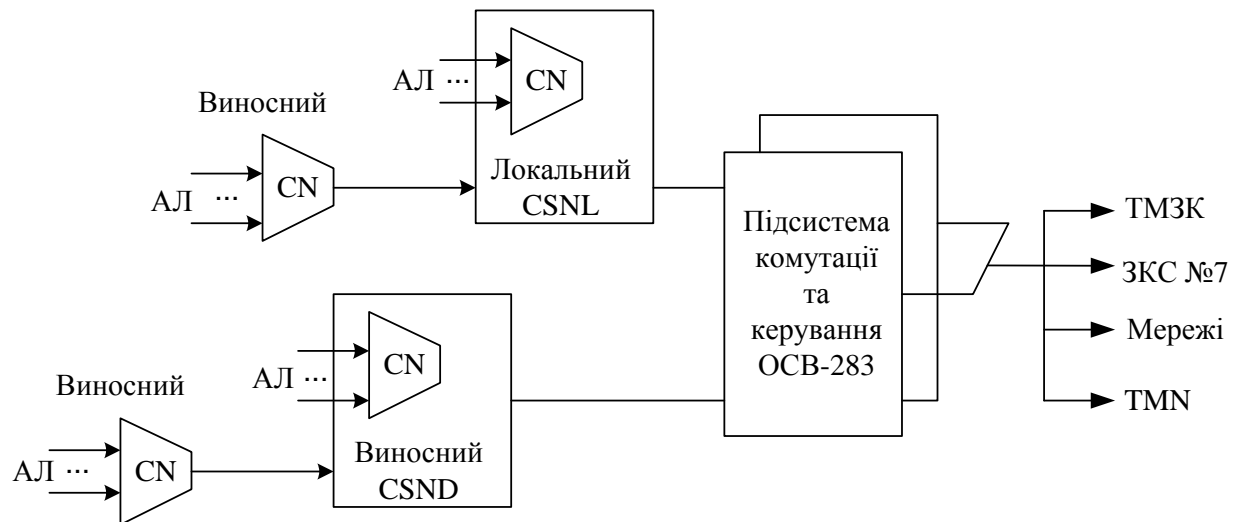 АЛ ...
CN
Локальний
CSNL
Виносний
АЛ ...
CN
АЛ ...
CN
Виносний
CSND
Виносний
АЛ ...
CN
Підсистема
комутації
та
керування
ОСВ-283
ТМЗК
ЗКС №7
Мережі
TMN